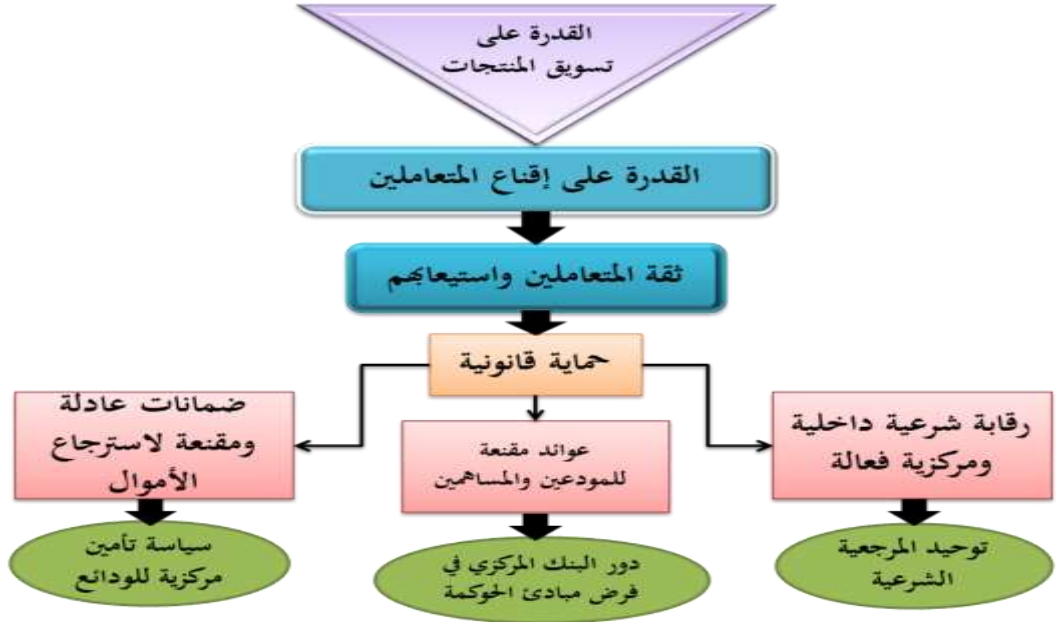 القدرة على
تسويق المنتجات
القدرة على إقناع المتعاملين
ثقة المتعاملين واستيعابهم
حماية قانونية
رقابة شرعية داخلية
ومركزية فعالة
عوائد مقنعة
للمودعين والمساهمين
ضمانات عادلة
ومقنعة لاسترجاع
الأموال
توحيد المرجعية
الشرعية
دور البنك المركزي في
فرض مبادئ الحوكمة
سياسة تأمين
مركزية للودائع